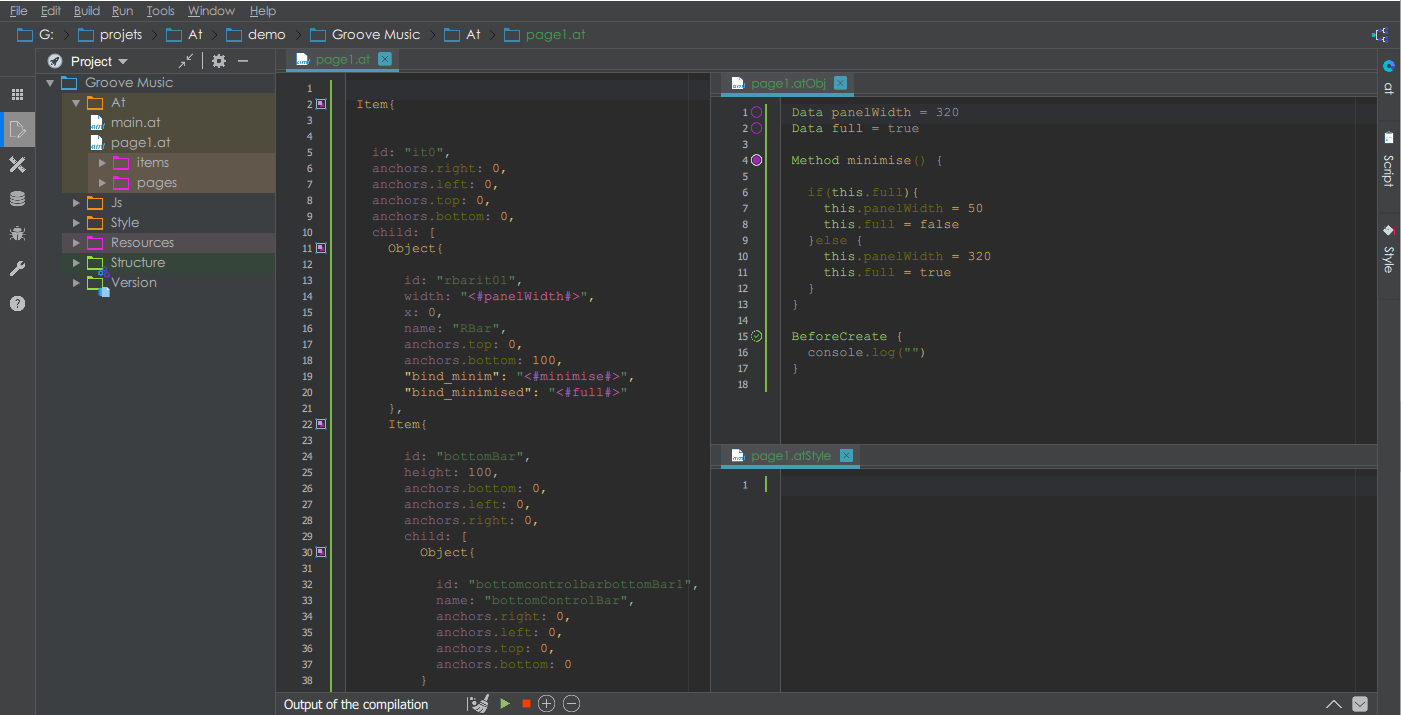 File Edit Build Run Tools Window Help
G: projets At demo Groove Music At page1.at
Project
Groove Music
At
main.at
page1.at
items
pages
Js
Style
Resources
Structure
Version
page1.at
1
2 Item{
3
4
5 id: "it0",
6 anchors.right: 0,
7 anchors.left: 0,
8 anchors.top: 0,
9 anchors.bottom: 0,
10 child: [
11 Object{
12
13 id: "rbarit01",
14 width: "<#panelWidth#>",
15 x: 0,
16 name: "RBar",
17 anchors.top: 0,
18 anchors.bottom: 100,
19 "bind_minim": "<#minimise#>",
20 "bind_minimised": "<#full#>"
21 },
22 Item{
23
24 id: "bottomBar",
25 height: 100,
26 anchors.bottom: 0,
27 anchors.left: 0,
28 anchors.right: 0,
29 child: [
30 Object{
31
32 id: "bottomcontrolbarbottomBar1",
33 name: "bottomControlBar",
34 anchors.right: 0,
35 anchors.left: 0,
36 anchors.top: 0,
37 anchors.bottom: 0
38 }
page1.atObj
1 Data panelWidth = 320
2 Data full = true
3
4 Method minimise() {
5
6 if(this.full){
7 this.panelWidth = 50
8 this.full = false
9 }else {
10 this.panelWidth = 320
11 this.full = true
12 }
13 }
14
15 BeforeCreate {
16 console.log("")
17 }
18
page1.atStyle
1
at
Script
Style
Output of the compilation